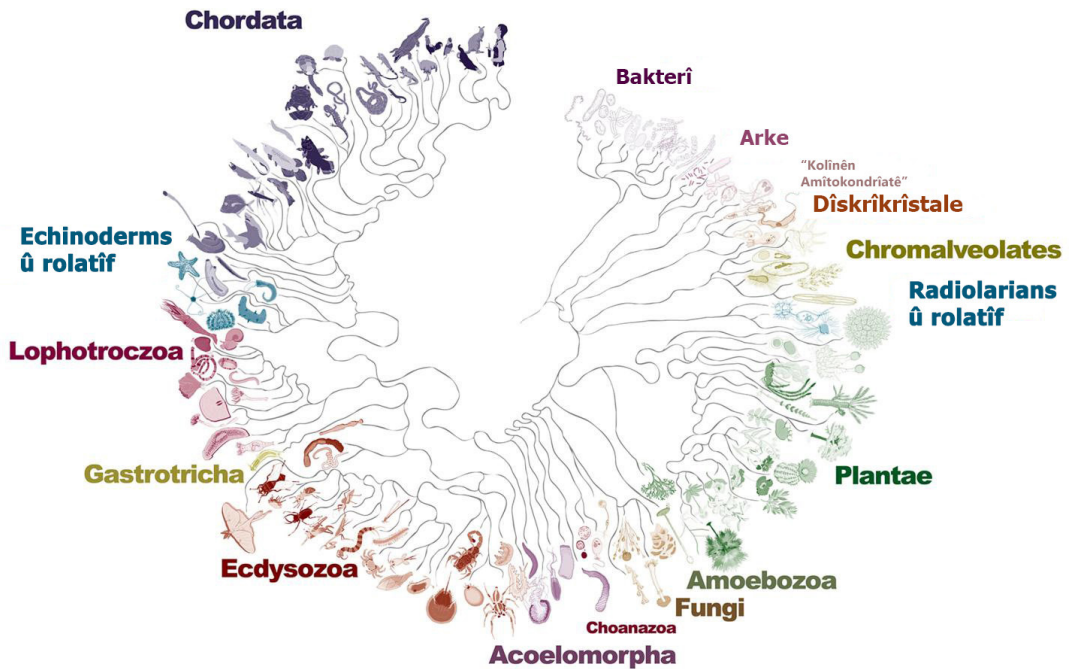 Chordata
Bakterî
Arke
“Kolînên
Amîtokondrîatê”
Dîskrîkrîstale
Chromalveolates
Radiolarians
û rolatîf
Echinoderms
û rolatîf
Lophotroczoa
Gastrotricha
Plantae
Ecdysozoa
Amoebozoa
Fungi
Choanazoa
Acoelomorpha